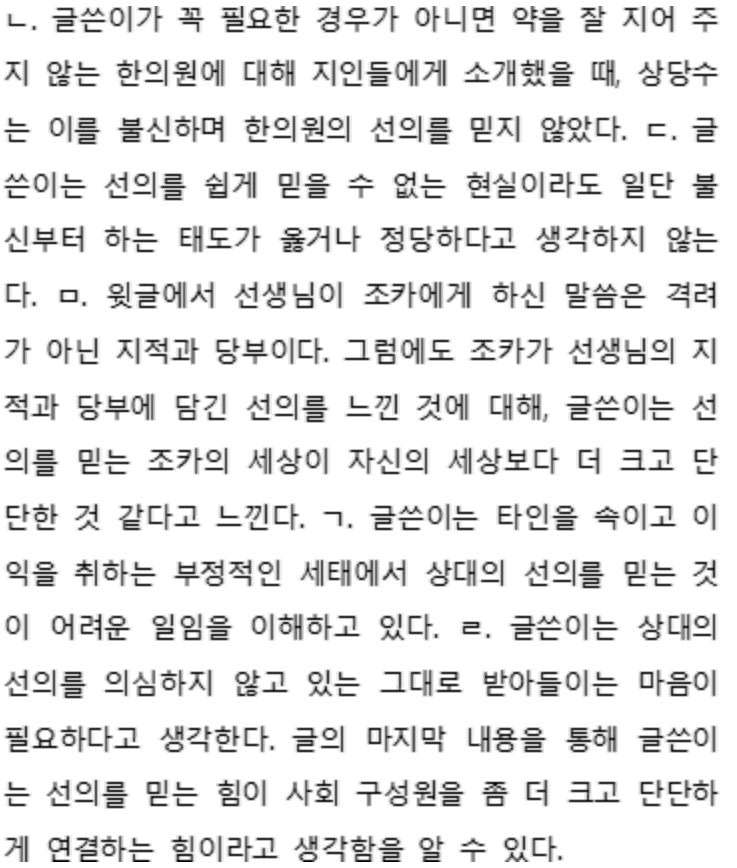 ㄴ. 글쓴이가 꼭 필요한 경우가 아니면 약을 잘 지어 주
지 않는 한의원에 대해 지인들에게 소개했을 때, 상당수
는 이를 불신하며 한의원의 선의를 믿지 않았다. ㄷ. 글
쓴이는 선의를 쉽게 믿을 수 없는 현실이라도 일단 불
신부터 하는 태도가 옳거나 정당하다고 생각하지 않는
다. ㅁ. 윗글에서 선생님이 조카에게 하신 말씀은 격려
가 아닌 지적과 당부이다. 그럼에도 조카가 선생님의 지
적과 당부에 담긴 선의를 느낀 것에 대해, 글쓴이는 선
의를 믿는 조카의 세상이 자신의 세상보다 더 크고 단
단한 것 같다고 느낀다. ㄱ. 글쓴이는 타인을 속이고 이
익을 취하는 부정적인 세태에서 상대의 선의를 믿는 것
이 어려운 일임을 이해하고 있다. ㄹ. 글쓴이는 상대의
선의를 의심하지 않고 있는 그대로 받아들이는 마음이
필요하다고 생각한다. 글의 마지막 내용을 통해 글쓴이
는 선의를 믿는 힘이 사회 구성원을 좀 더 크고 단단하
게 연결하는 힘이라고 생각함을 알 수 있다.